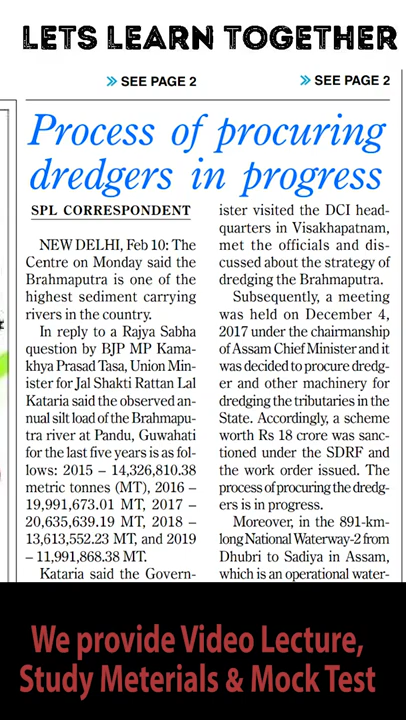 LETS LEARN TOGETHER
>> SEE PAGE 2
>> SEE PAGE 2
Process of procuring
dredgers in progress
SPL CORRESPONDENT
NEW DELHI, Feb 10: The
Centre on Monday said the
Brahmaputra is one of the
highest sediment carrying
rivers in the country.
In reply to a Rajya Sabha
question by BJP MP Kama-
khya Prasad Tasa, Union Min-
ister for Jal Shakti Rattan Lal
Kataria said the observed an-
nual silt load of the Brahmapu-
tra river at Pandu, Guwahati
for the last five years is as fol-
lows: 2015 – 14,326,810.38
metric tonnes (MT), 2016 –
19,991,673.01 MT, 2017 –
20,635,639.19 MT, 2018 –
13,613,552.23 MT, and 2019
– 11,991,868.38 MT.
Kataria said the Govern-
ister visited the DCI head-
quarters in Visakhapatnam,
met the officials and dis-
cussed about the strategy of
dredging the Brahmaputra.
Subsequently, a meeting
was held on December 4,
2017 under the chairmanship
of Assam Chief Minister and it
was decided to procure dredg-
er and other machinery for
dredging the tributaries in the
State. Accordingly, a scheme
worth Rs 18 crore was sanc-
tioned under the SDRF and
the work order issued. The
process of procuring the dredg-
ers is in progress.
Moreover, in the 891-km-
long National Waterway-2 from
Dhubri to Sadiya in Assam,
which is an operational water-
We provide Video Lecture,
Study Meterials & Mock Test